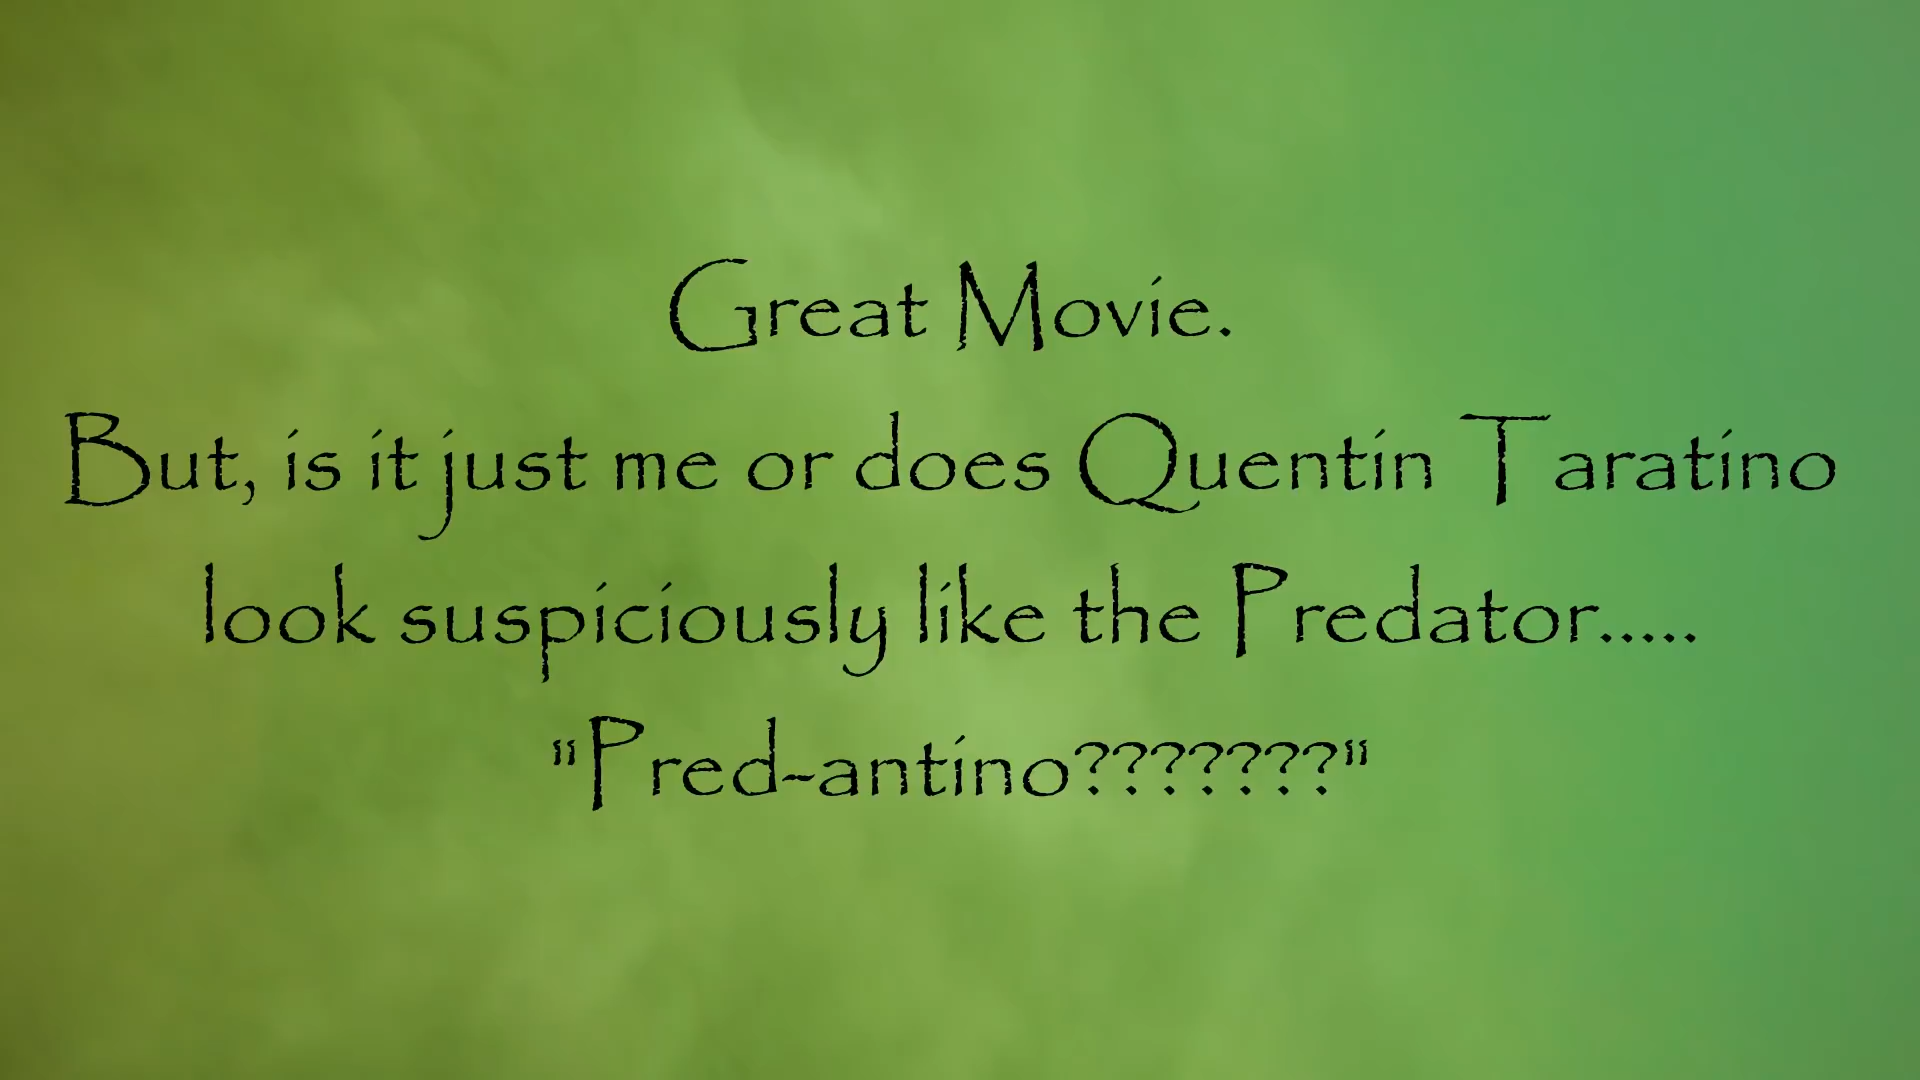 Great Movie.
But, is it just me or does Quentin Taratino
look suspiciously like the Predator.....
"Pred-antino???????"